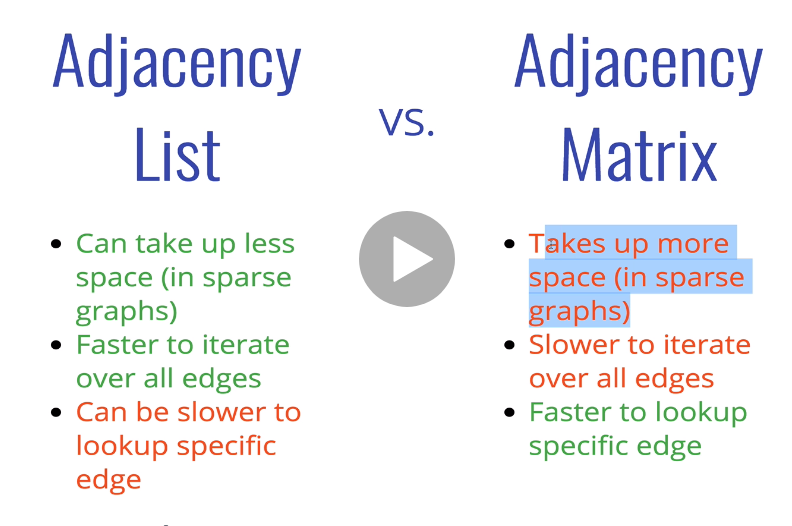 Adjacency
List
vs.
Adjacency
Matrix
Can take up less
space (in sparse
graphs)
Faster to iterate
over all edges
Can be slower to
lookup specific
edge
Takes up more
space (in sparse
graphs)
Slower to iterate
over all edges
Faster to lookup
specific edge